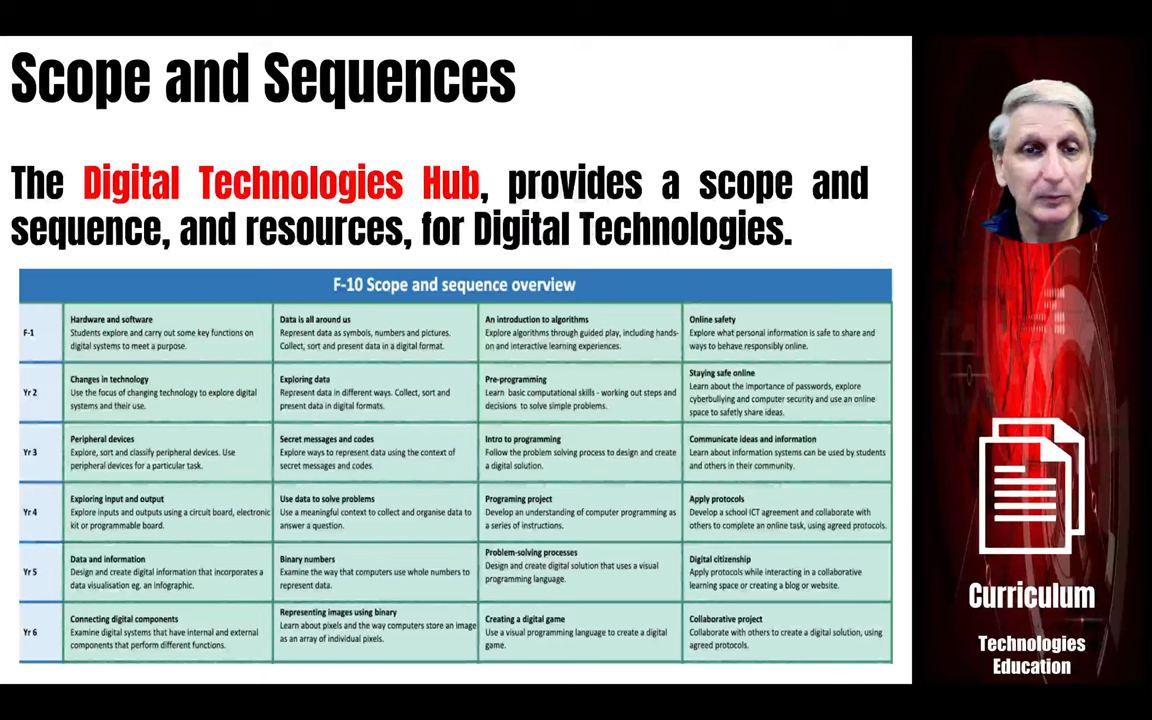 Scope and Sequences
The Digital Technologies Hub, provides a scope and
sequence, and resources, for Digital Technologies.
F-10 Scope and sequence overview
F-1
Hardware and software
Students explore and carry out some key functions on
digital systems to meet a purpose.
Data is all around us
Represent data as symbols, numbers and pictures.
Collect, sort and present data in a digital format.
An introduction to algorithms
Explore algorithms through guided play, including hands-
on and interactive learning experiences.
Online safety
Explore what personal information is safe to share and
ways to behave responsibly online.
Yr 2
Changes in technology
Use the focus of changing technology to explore digital
systems and their use.
Exploring data
Represent data in different ways. Collect, sort and
present data in digital formats.
Pre-programming
Learn basic computational skills - working out steps and
decisions to solve simple problems.
Staying safe online
Learn about the importance of passwords, explore
cyberbullying and computer security and use an online
space to safetly share ideas.
Yr 3
Peripheral devices
Explore, sort and classify peripheral devices. Use
peripheral devices for a particular task.
Secret messages and codes
Explore ways to represent data using the context of
secret messages and codes.
Intro to programming
Follow the problem solving process to design and create
a digital solution.
Communicate ideas and information
Learn about information systems can be used by students
and others in their community.
Yr 4
Exploring input and output
Explore inputs and outputs using a circuit board, electronic
kit or programmable board.
Use data to solve problems
Use a meaningful context to collect and organise data to
answer a question.
Programing project
Develop an understanding of computer programming as
a series of instructions.
Apply protocols
Develop a school ICT agreement and collaborate with
others to complete an online task, using agreed protocols.
Yr 5
Data and information
Design and create digital information that incorporates a
data visualisation eg, an infographic.
Binary numbers
Examine the way that computers use whole numbers to
represent data.
Problem-solving processes
Design and create digital solution that uses a visual
programming language.
Digital citizenship
Apply protocols while interacting in a collaborative
learning space or creating a blog or website.
Yr 6
Connecting digital components
Examine digital systems that have internal and external
components that perform different functions.
Representing images using binary
Learn about pixels and the way computers store an image
as an array of individual pixels.
Creating a digital game
Use a visual programming language to create a digital
game.
Collaborative project
Collaborate with others to create a digital solution, using
agreed protocols.
Curriculum
Technologies
Education